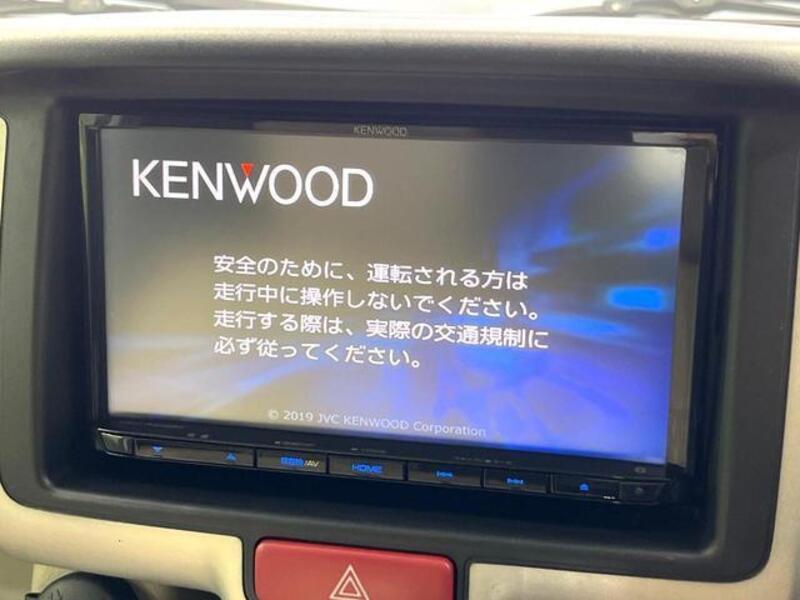 KENWOOD
KENWOOD
安全のために、運転される方は
走行中に操作しないでください。
走行する際は、実際の交通規制に
必ず従ってください。
© 2019 JVC KENWOOD Corporation
/AV
HOME